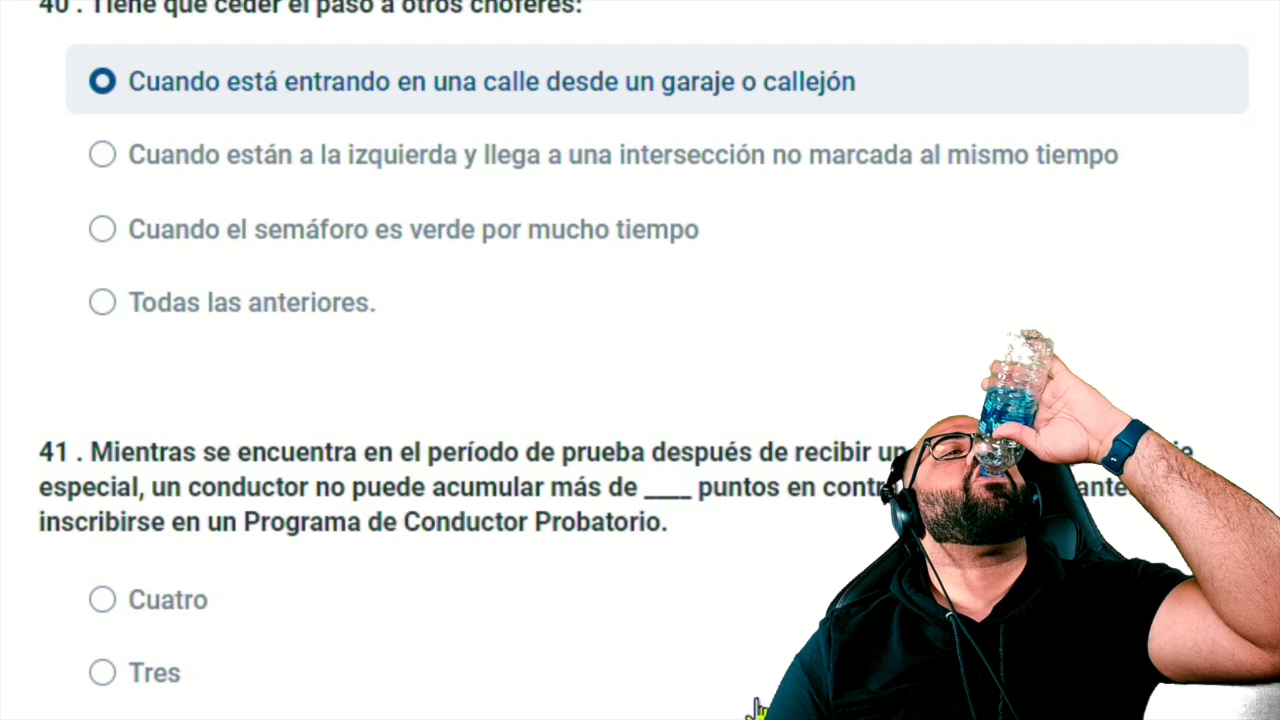 40 . Tiene que ceder el paso a otros choferes:
Cuando está entrando en una calle desde un garaje o callejón
Cuando están a la izquierda y llega a una intersección no marcada al mismo tiempo
Cuando el semáforo es verde por mucho tiempo
Todas las anteriores.
41 . Mientras se encuentra en el período de prueba después de recibir
especial, un conductor no puede acumular más de ____ puntos en
inscribirse en un Programa de Conductor Probatorio.
Cuatro
Tres